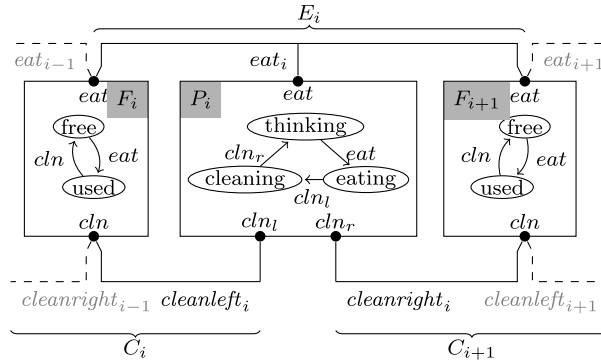 E_i
eat_{i−1} eat_i eat_{i+1}
eat F_i P_i eat F_{i+1} eat
free thinking free
cln eat cln_r eat cln eat
used cleaning eating used
cln_l
cln cln_l cln_r cln
cleanright_{i−1} cleanleft_i cleanright_i cleanleft_{i+1}
C_i C_{i+1}